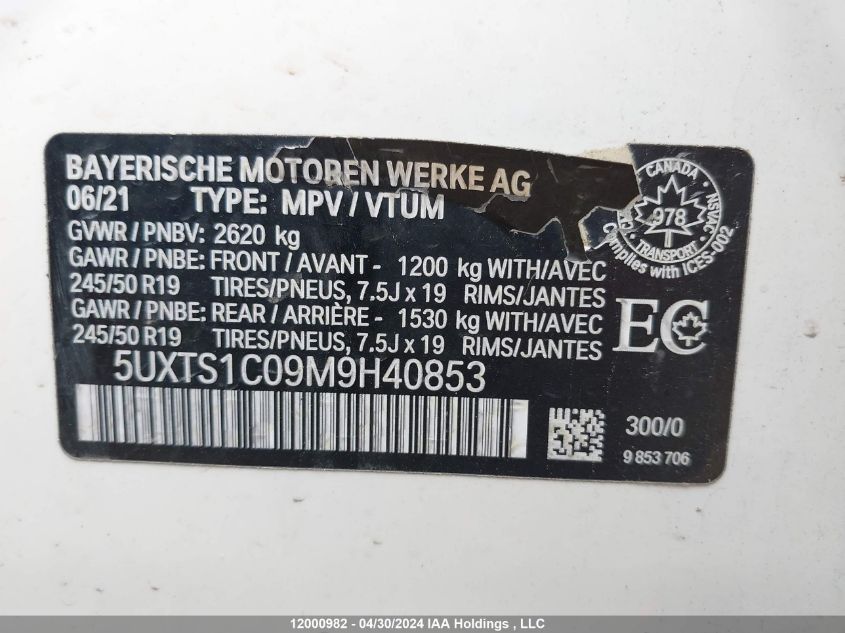 BAYERISCHE MOTOREN WERKE AG
06/21 TYPE: MPV / VTUM
GVWR / PNBV: 2620 kg
GAWR / PNBE: FRONT / AVANT - 1200 kg WITH/AVEC
245/50 R19 TIRES/PNEUS, 7.5J x 19 RIMS/JANTES
GAWR / PNBE: REAR / ARRIÈRE - 1530 kg WITH/AVEC
245/50 R19 TIRES/PNEUS, 7.5J x 19 RIMS/JANTES
5UXTS1C09M9H40853
CANADA
978
NSVAC
TRANSPORT
Complies with ICES-002
EC
300/0
9 853 706
12000982 - 04/30/2024 IAA Holdings , LLC